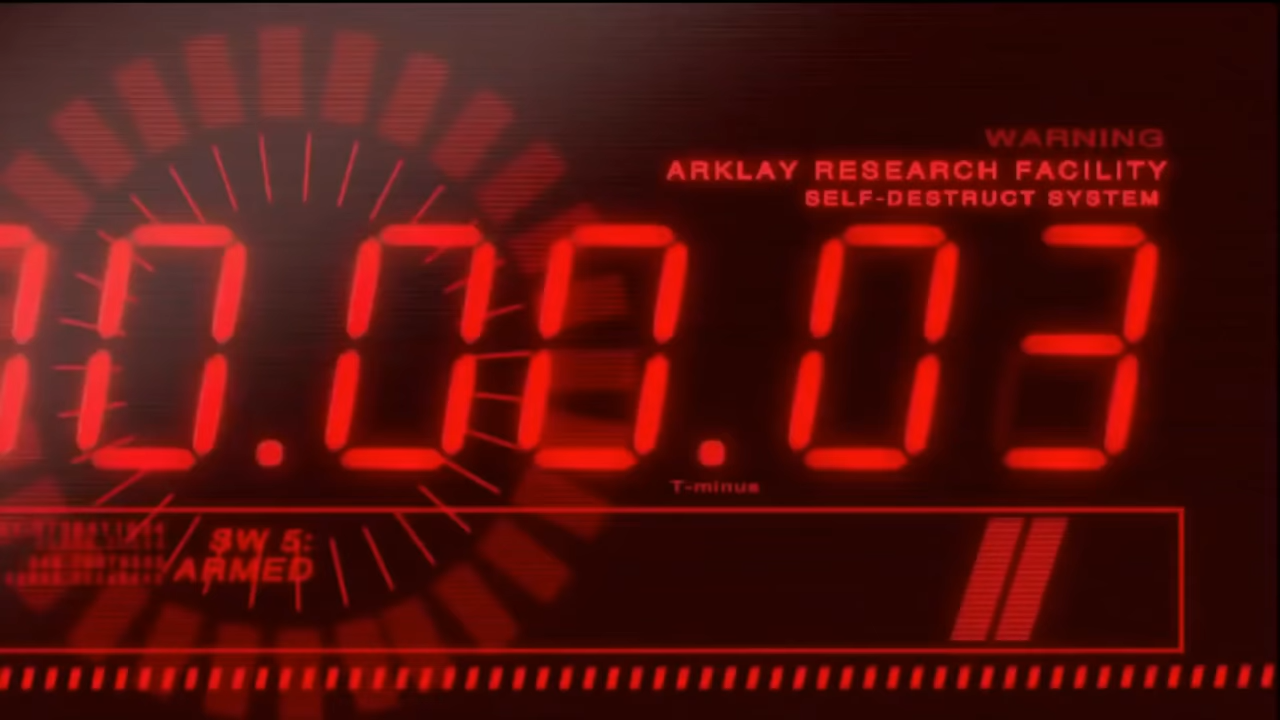 WARNING
ARKLAY RESEARCH FACILITY
SELF-DESTRUCT SYSTEM
00.00.03
T-minus
SW 5:
ARMED